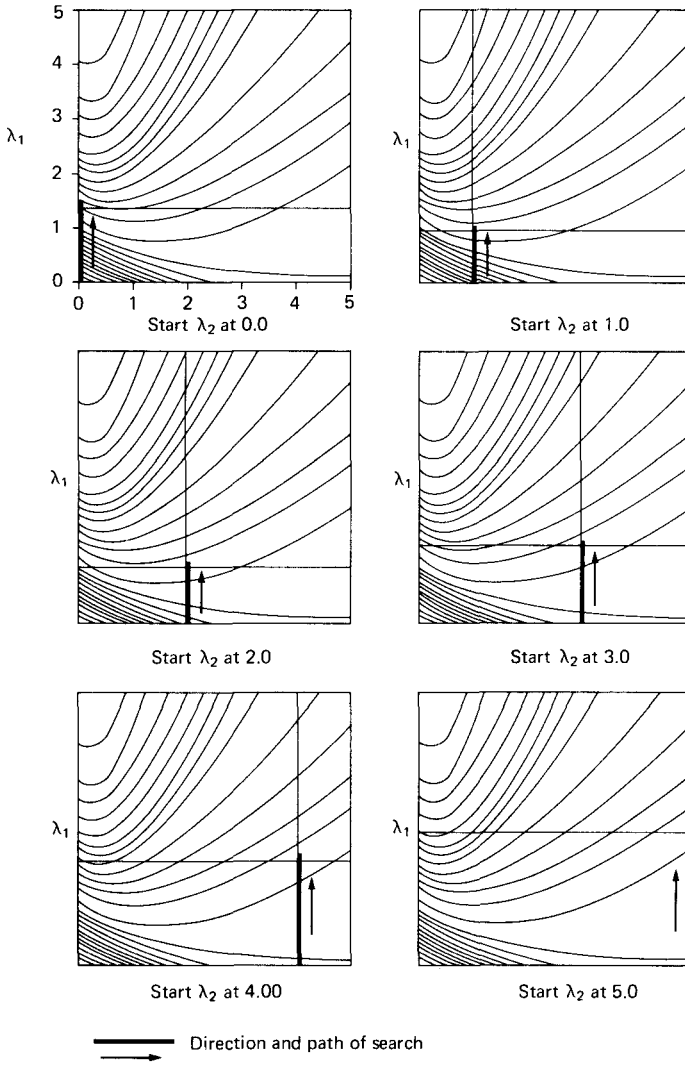 5
4
λ1
3
2
1
0
0 1 2 3 4 5
Start λ2 at 0.0
λ1
Start λ2 at 1.0
λ1
Start λ2 at 2.0
λ1
Start λ2 at 3.0
λ1
Start λ2 at 4.00
λ1
Start λ2 at 5.0
Direction and path of search